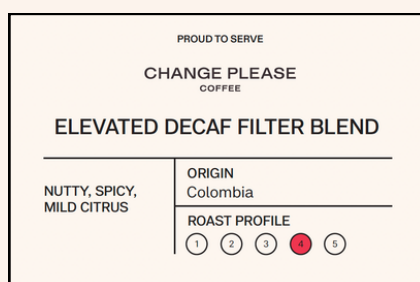 PROUD TO SERVE
CHANGE PLEASE
COFFEE
ELEVATED DECAF FILTER BLEND
NUTTY, SPICY,
MILD CITRUS
ORIGIN
Colombia
ROAST PROFILE
1 2 3 4 5